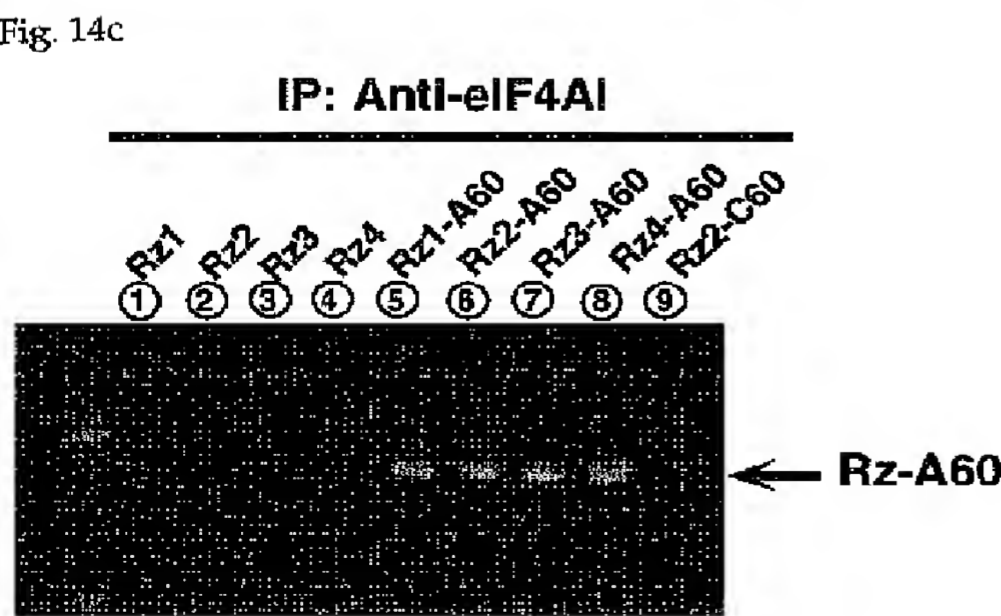 Fig. 14c
IP: Anti-eIF4AI
Rz1 Rz2 Rz3 Rz4 Rz1-A60 Rz2-A60 Rz3-A60 Rz4-A60 Rz2-C60
① ② ③ ④ ⑤ ⑥ ⑦ ⑧ ⑨
Rz-A60